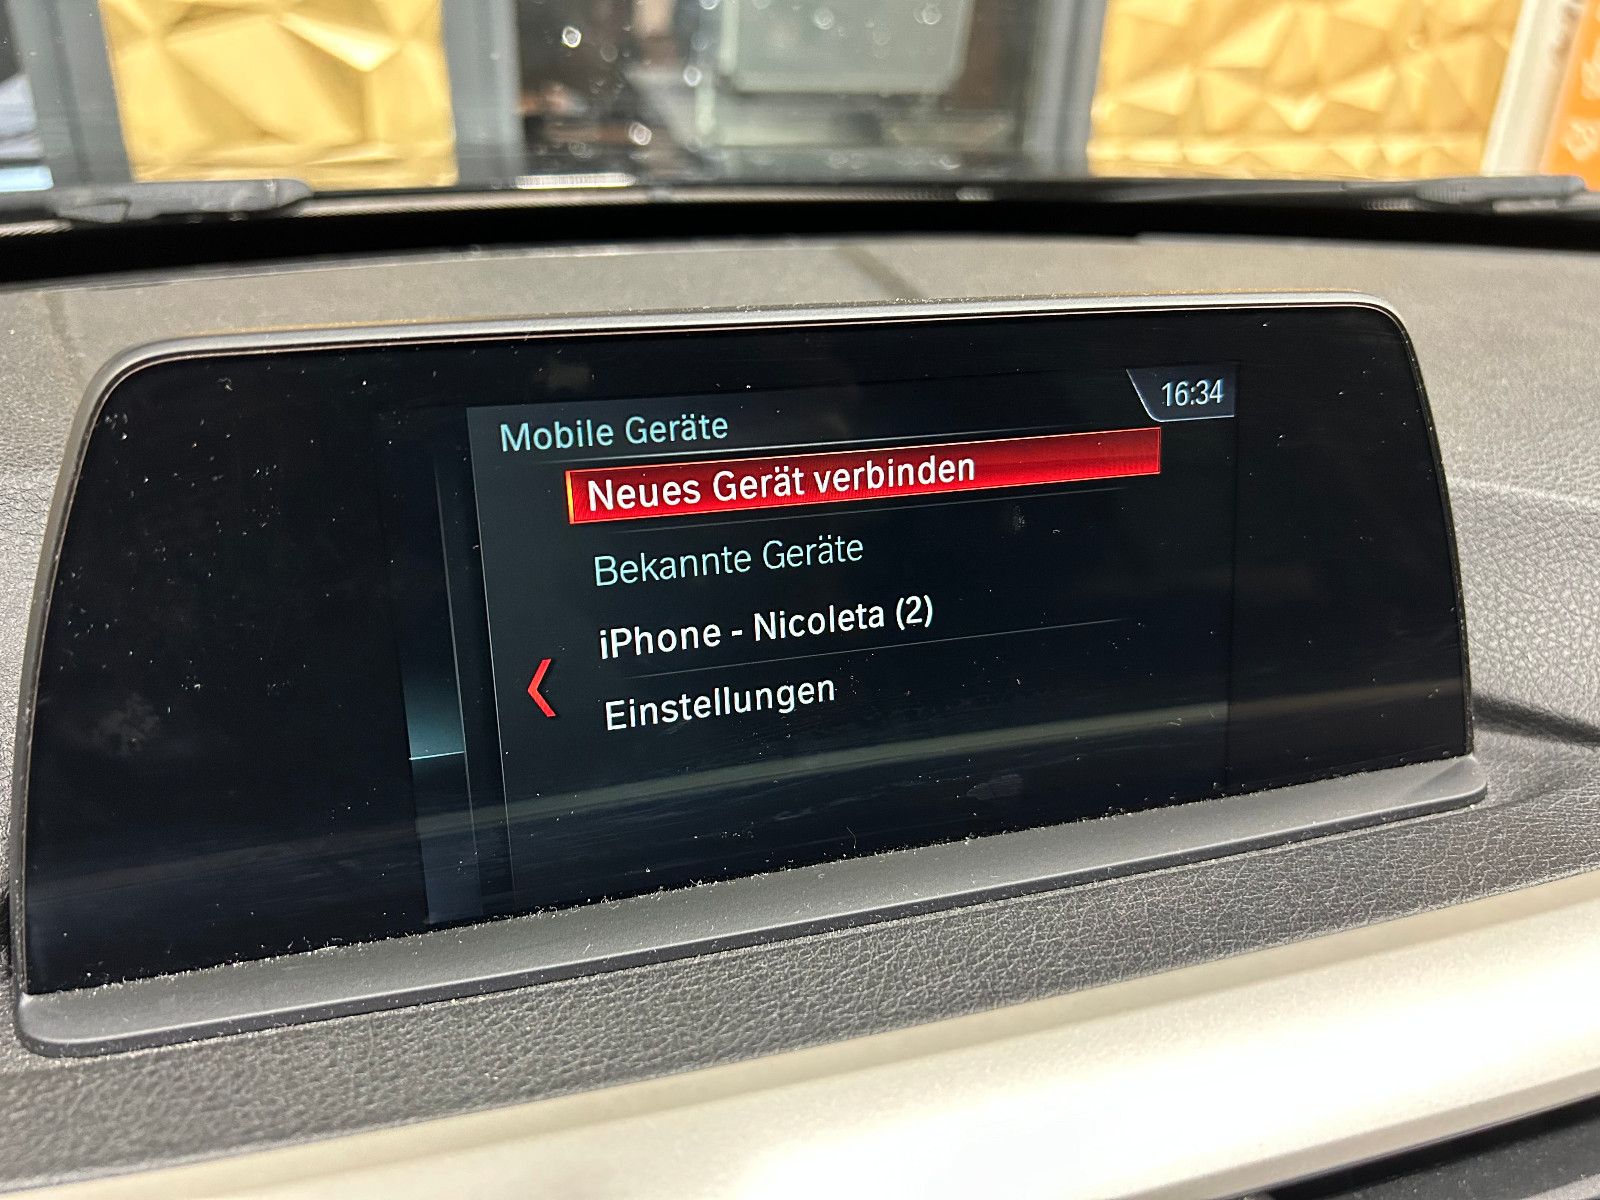 16:34
Mobile Geräte
Neues Gerät verbinden
Bekannte Geräte
iPhone - Nicoleta (2)
Einstellungen